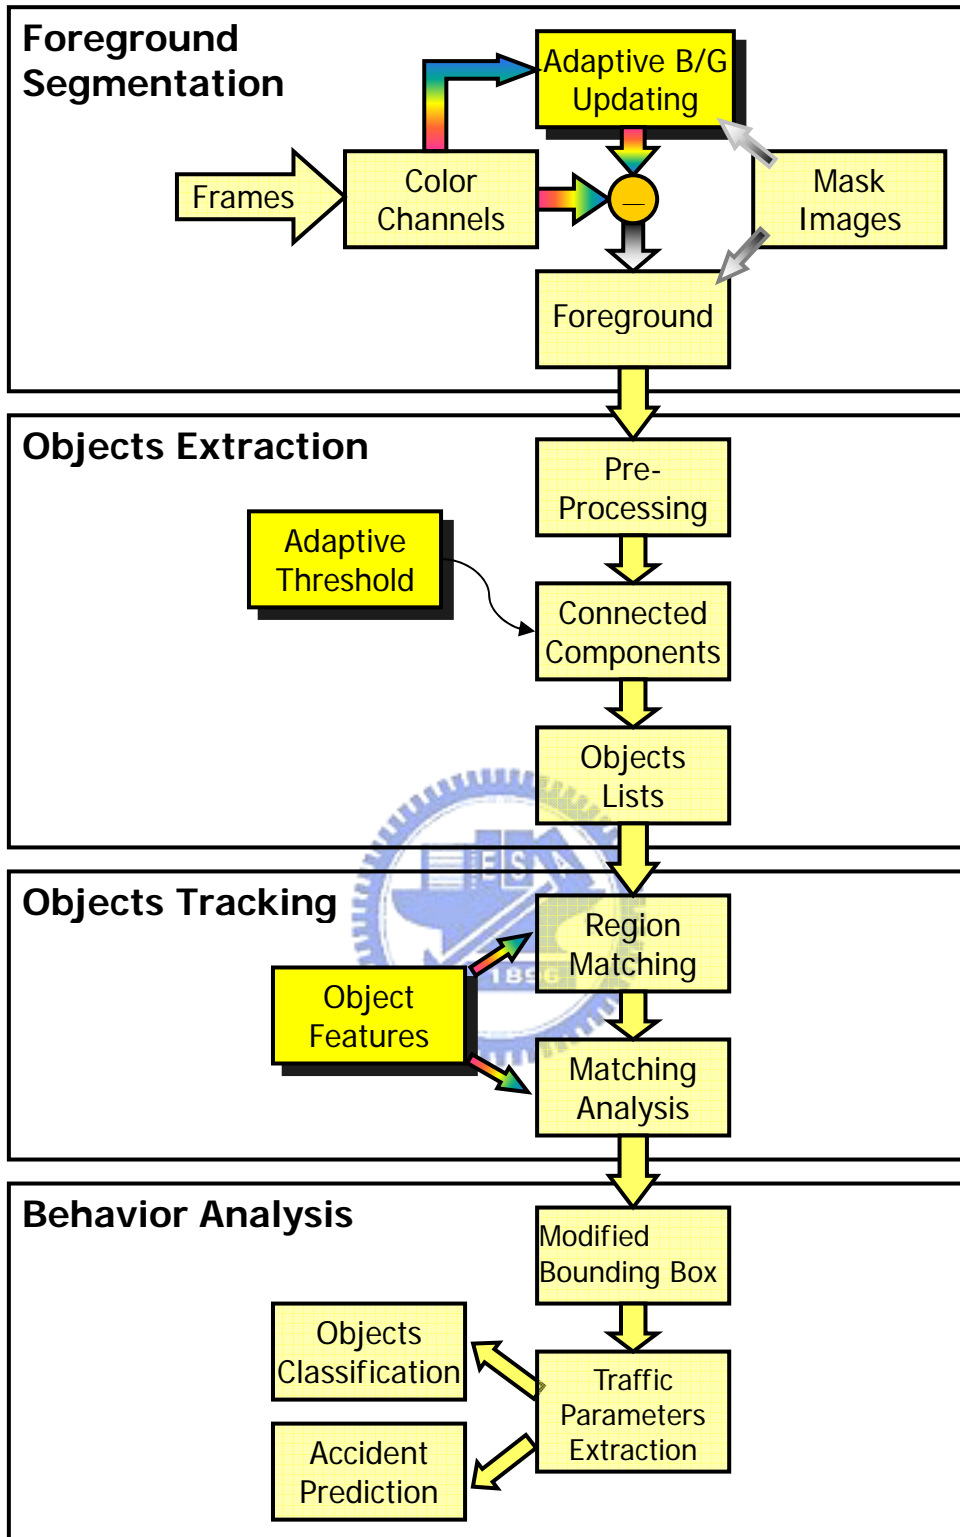 Foreground
Segmentation
Adaptive B/G
Updating
Frames
Color
Channels
—
Mask
Images
Foreground
Objects Extraction
Pre-
Processing
Adaptive
Threshold
Connected
Components
Objects
Lists
Objects Tracking
Region
Matching
Object
Features
Matching
Analysis
ES A
1896
Behavior Analysis
Modified
Bounding Box
Objects
Classification
Traffic
Parameters
Extraction
Accident
Prediction